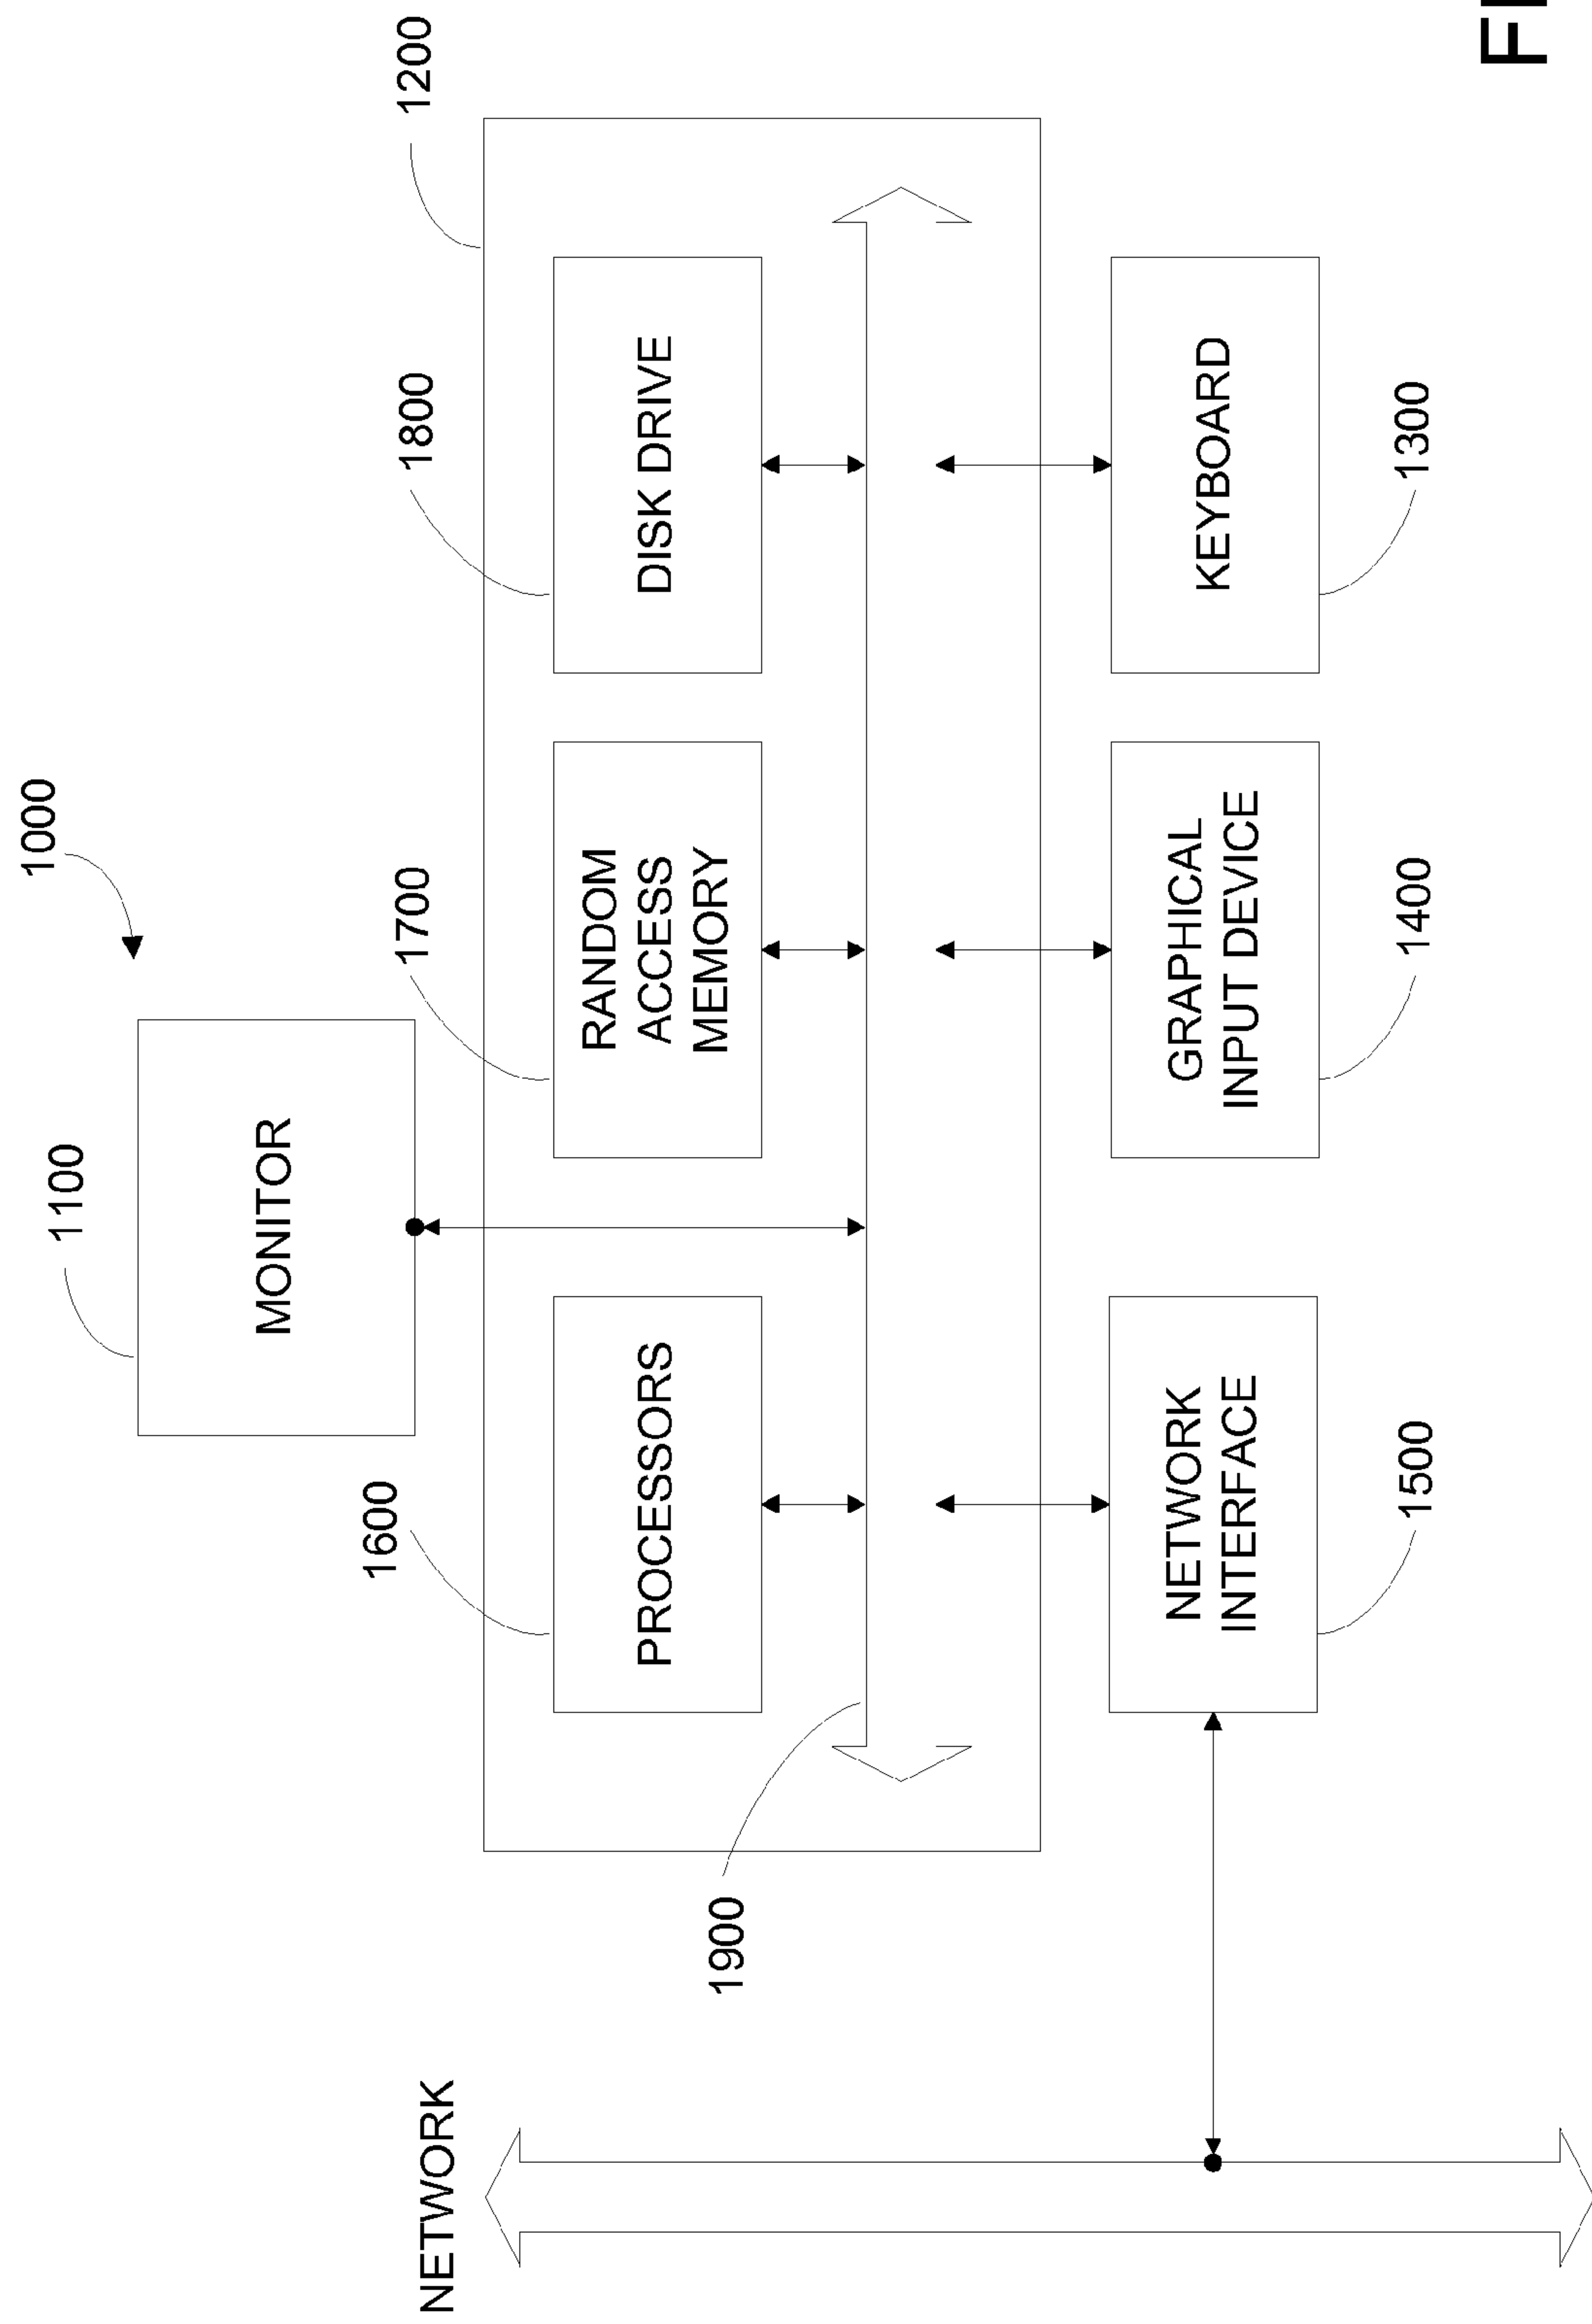 1000
1100
MONITOR
NETWORK
1600
1700
1800
1200
PROCESSORS
RANDOM
ACCESS
MEMORY
DISK DRIVE
1900
NETWORK
INTERFACE
GRAPHICAL
INPUT DEVICE
KEYBOARD
1500
1400
1300